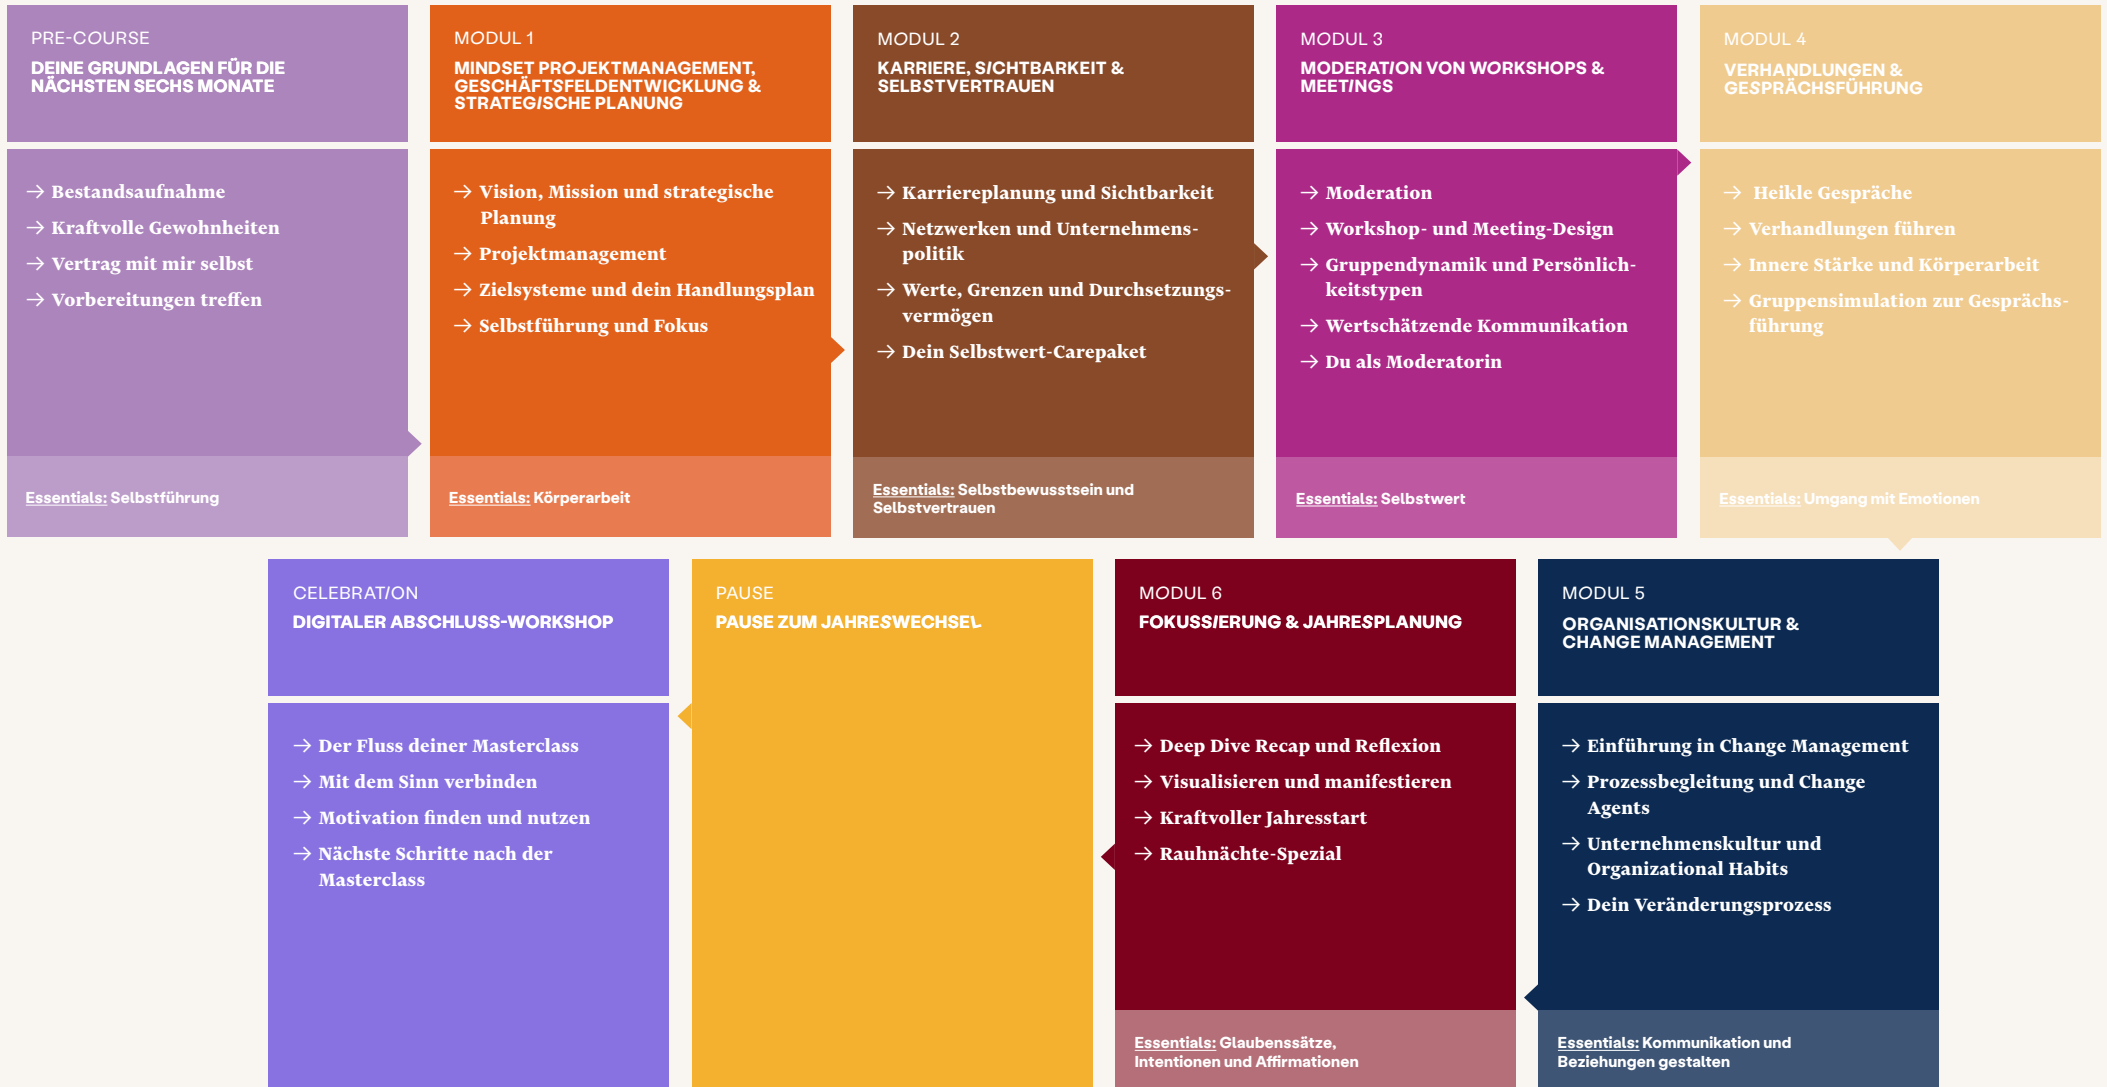 PRE-COURSE
DEINE GRUNDLAGEN FÜR DIE
NÄCHSTEN SECHS MONATE
→ Bestandsaufnahme
→ Kraftvolle Gewohnheiten
→ Vertrag mit mir selbst
→ Vorbereitungen treffen
Essentials: Selbstführung
MODUL 1
MINDSET PROJEKTMANAGEMENT,
GESCHÄFTSFELDENTWICKLUNG &
STRATEGISCHE PLANUNG
→ Vision, Mission und strategische
Planung
→ Projektmanagement
→ Zielsysteme und dein Handlungsplan
→ Selbstführung und Fokus
Essentials: Körperarbeit
MODUL 2
KARRIERE, SICHTBARKEIT &
SELBSTVERTRAUEN
→ Karriereplanung und Sichtbarkeit
→ Netzwerken und Unternehmens-
politik
→ Werte, Grenzen und Durchsetzungs-
vermögen
→ Dein Selbstwert-Carepaket
Essentials: Selbstbewusstsein und
Selbstvertrauen
MODUL 3
MODERATION VON WORKSHOPS &
MEETINGS
→ Moderation
→ Workshop- und Meeting-Design
→ Gruppendynamik und Persönlich-
keitstypen
→ Wertschätzende Kommunikation
→ Du als Moderatorin
Essentials: Selbstwert
MODUL 4
VERHANDLUNGEN &
GESPRÄCHSFÜHRUNG
→ Heikle Gespräche
→ Verhandlungen führen
→ Innere Stärke und Körperarbeit
→ Gruppensimulation zur Gesprächs-
führung
Essentials: Umgang mit Emotionen
MODUL 5
ORGANISATIONSKULTUR &
CHANGE MANAGEMENT
→ Einführung in Change Management
→ Prozessbegleitung und Change
Agents
→ Unternehmenskultur und
Organizational Habits
→ Dein Veränderungsprozess
Essentials: Kommunikation und
Beziehungen gestalten
MODUL 6
FOKUSSIERUNG & JAHRESPLANUNG
→ Deep Dive Recap und Reflexion
→ Visualisieren und manifestieren
→ Kraftvoller Jahresstart
→ Rauhnächte-Spezial
Essentials: Glaubenssätze,
Intentionen und Affirmationen
PAUSE
PAUSE ZUM JAHRESWECHSEL
CELEBRATION
DIGITALER ABSCHLUSS-WORKSHOP
→ Der Fluss deiner Masterclass
→ Mit dem Sinn verbinden
→ Motivation finden und nutzen
→ Nächste Schritte nach der
Masterclass